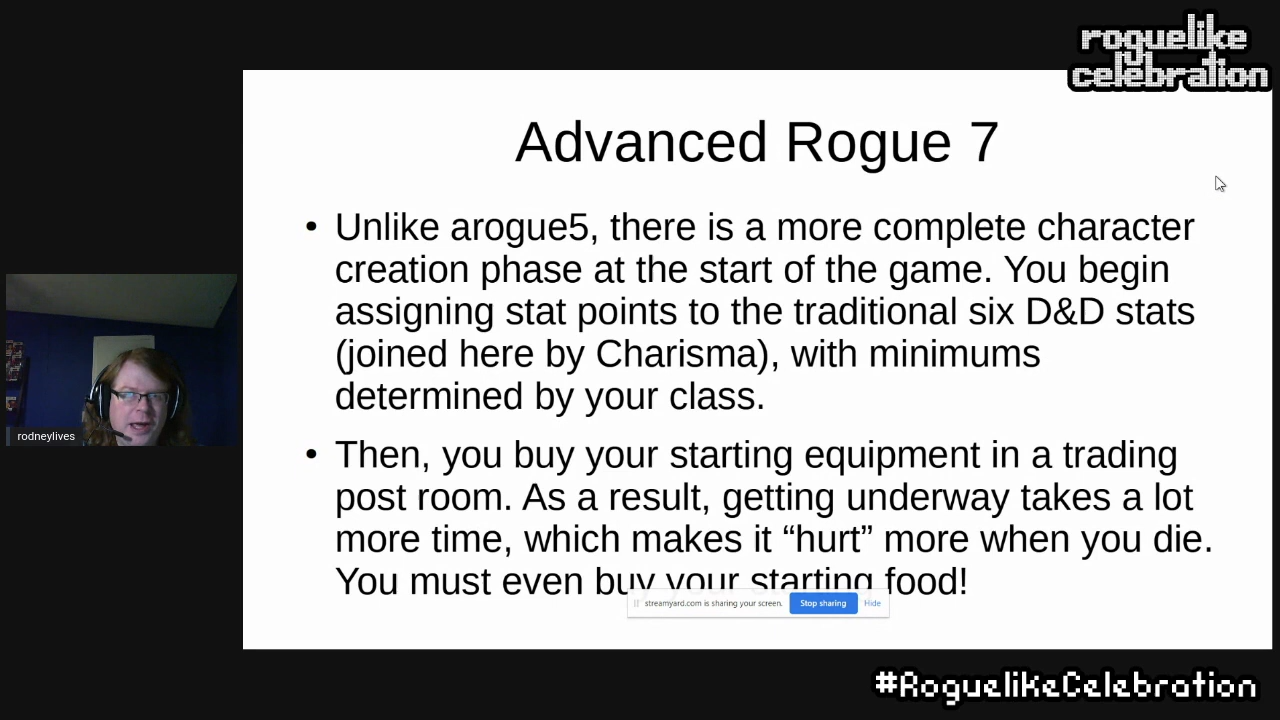 roguelike
celebration
Advanced Rogue 7
• Unlike arogue5, there is a more complete character
creation phase at the start of the game. You begin
assigning stat points to the traditional six D&D stats
(joined here by Charisma), with minimums
determined by your class.
• Then, you buy your starting equipment in a trading
post room. As a result, getting underway takes a lot
more time, which makes it “hurt” more when you die.
You must even buy your starting food!
streamyard.com is sharing your screen. Stop sharing Hide
rodneylives
#RoguelikeCelebration